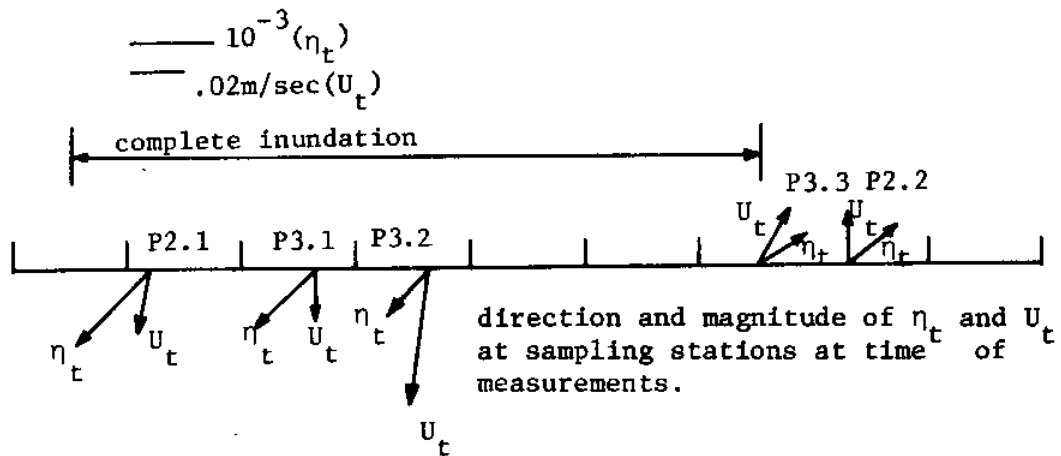 10^-3(η_t)
.02m/sec(U_t)
complete inundation
P3.3 P2.2
U_t U_t
P2.1 P3.1 P3.2
η_t η_t
η_t U_t η_t U_t η_t
direction and magnitude of η_t and U_t
at sampling stations at time of
measurements.
U_t